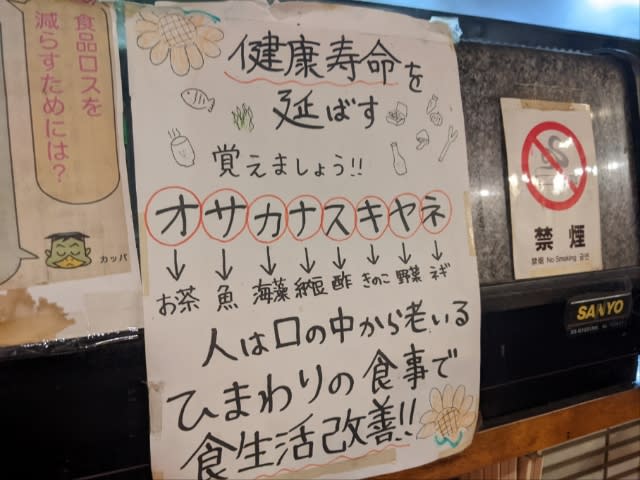 食品ロスを
減らすためには?
カッパ
健康寿命を
延ばす
覚えましょう!!
オサカナスキヤネ
お茶 魚 海藻 納豆 酢 きのこ 野菜 ネギ
人は口の中から老いる
ひまわりの食事で
食生活改善!!
禁煙
禁烟 No Smoking 금연
SANYO